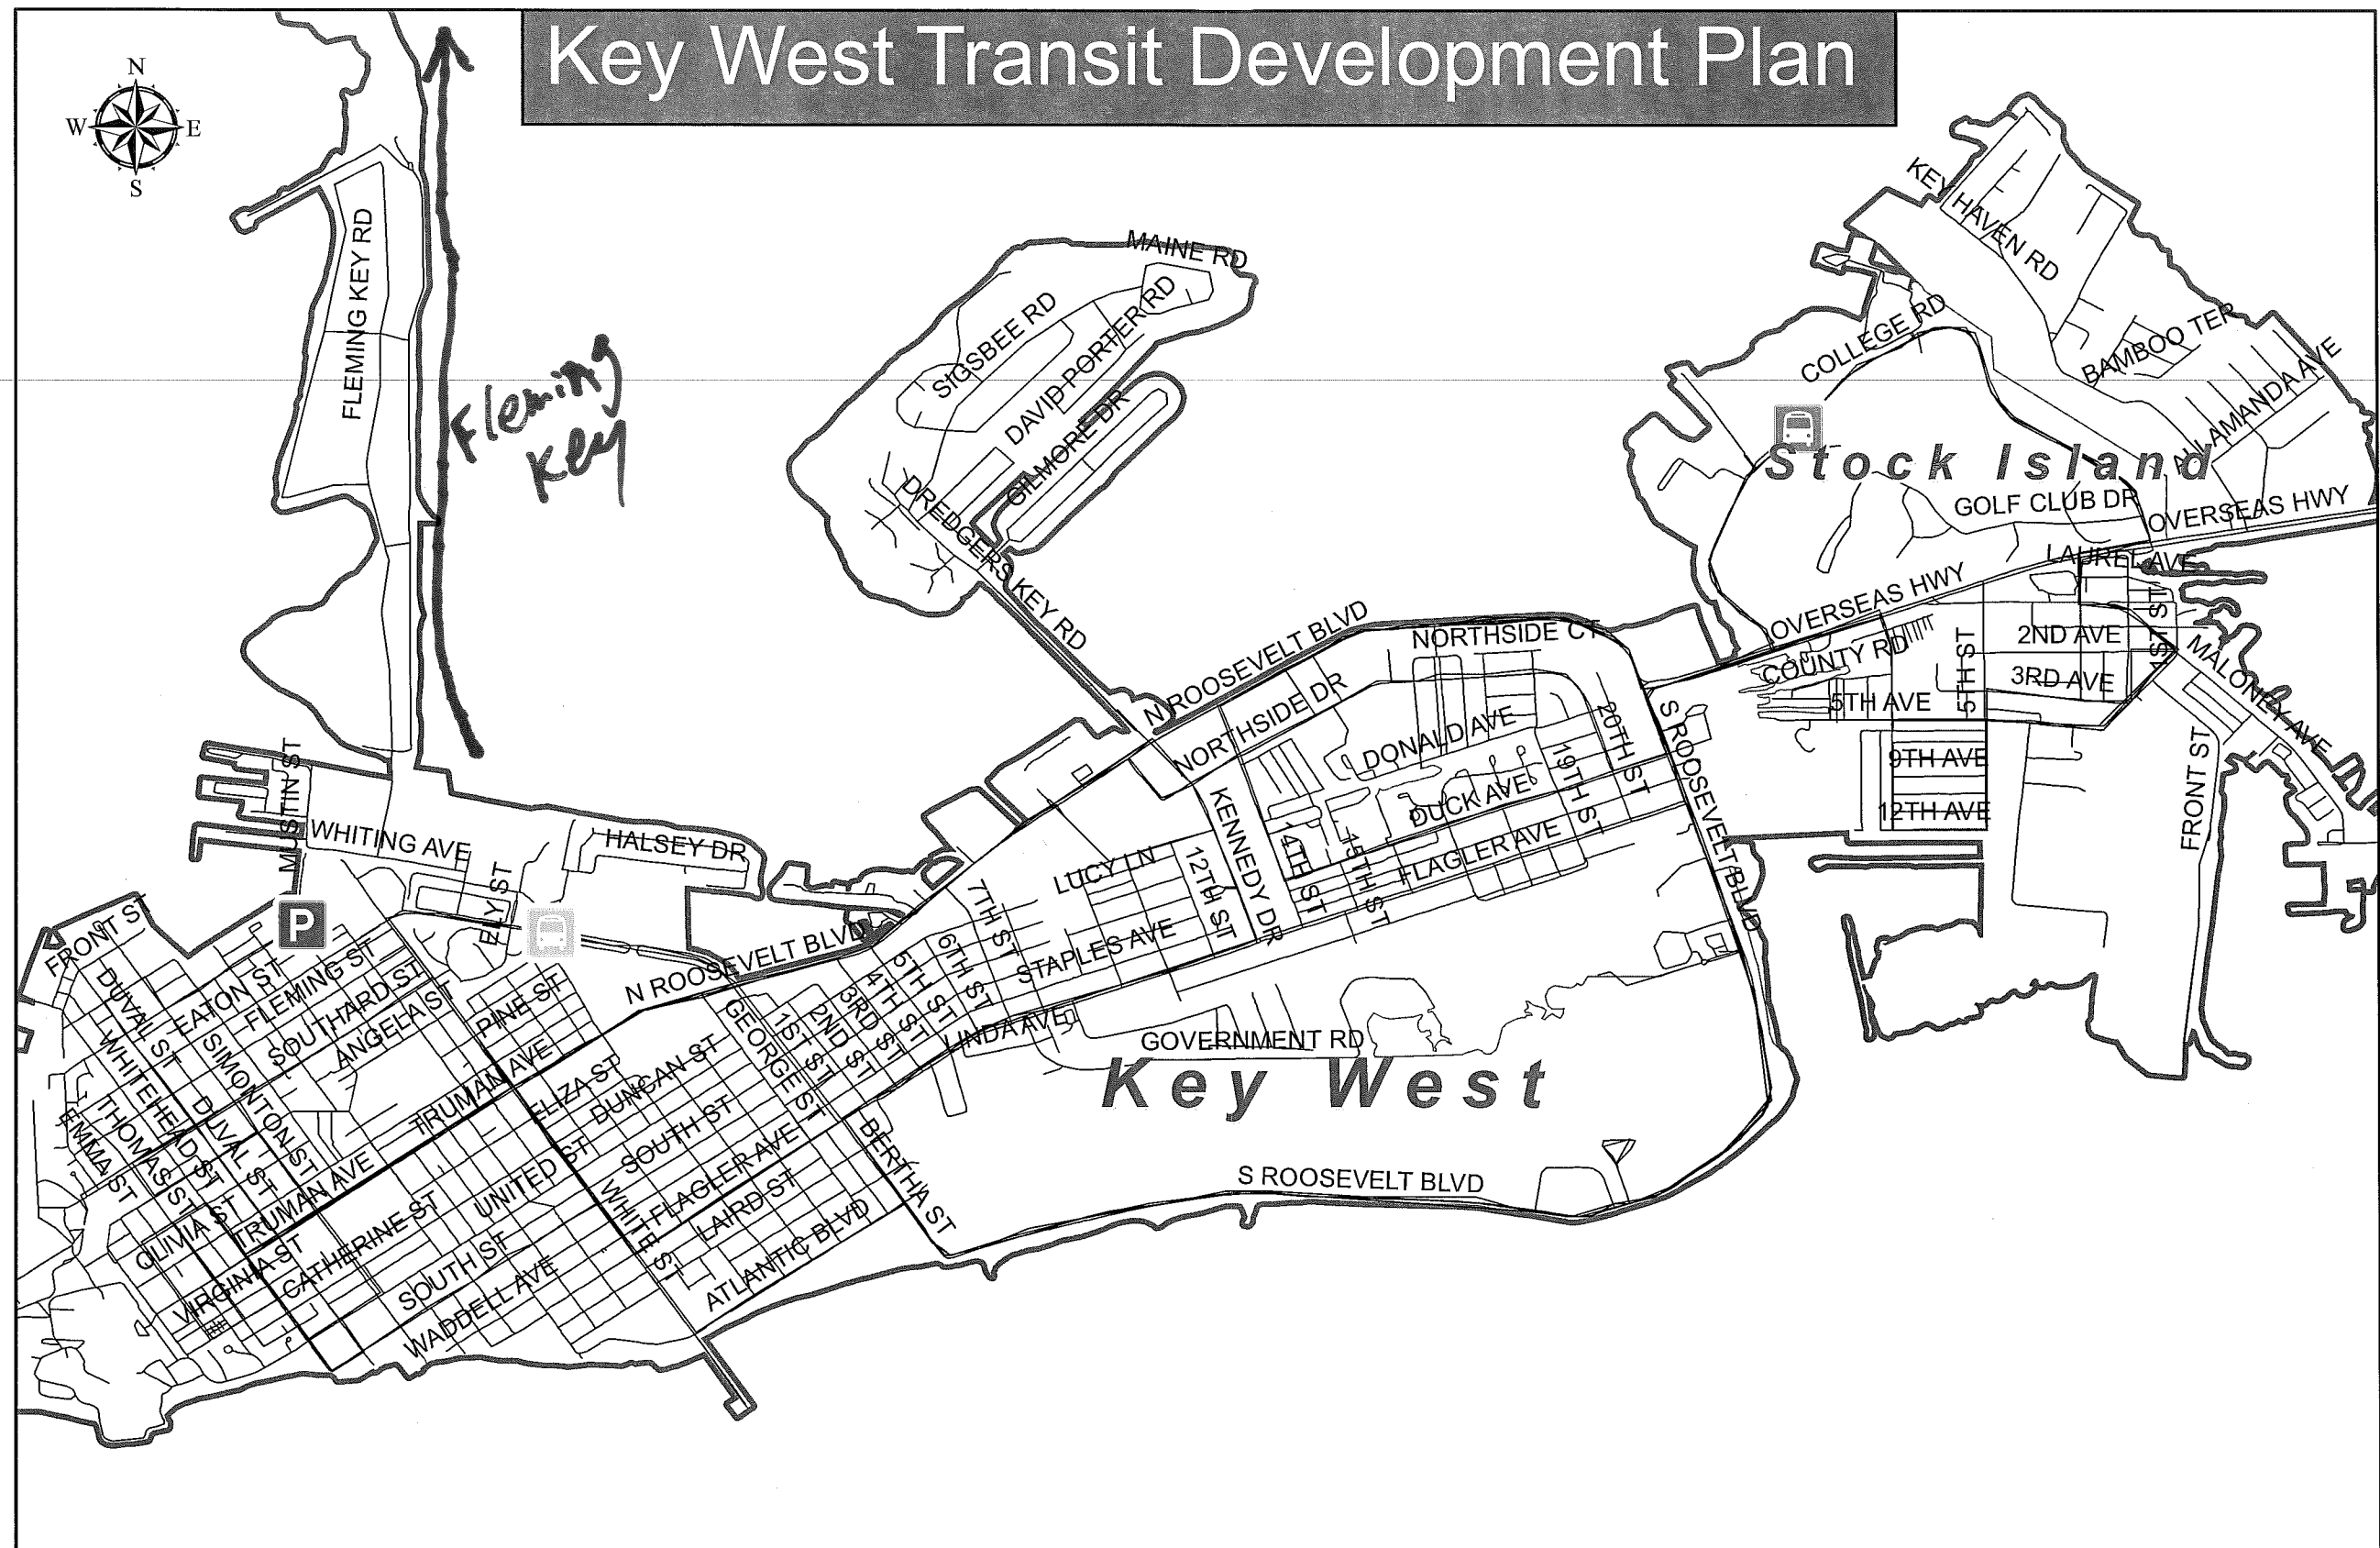 Key West Transit Development Plan
N
W E
S
FLEMING KEY RD
Fleming
Key
MAINE RD
SIGSBEE RD
DAVID PORTER RD
GILMORE DR
DREDGERS KEY RD
KEY HAVEN RD
COLLEGE RD
BAMBOO TER
ALLAMANDA AVE
Stock Island
GOLF CLUB DR
OVERSEAS HWY
LAUREL AVE
OVERSEAS HWY
COUNTY RD
1ST ST
2ND AVE
3RD AVE
5TH ST
5TH AVE
MALONEY AVE
9TH AVE
12TH AVE
FRONT ST
N ROOSEVELT BLVD
NORTHSIDE CT
NORTHSIDE DR
DONALD AVE
DUCK AVE
19TH ST
20TH ST
S ROOSEVELT BLVD
KENNEDY DR
14TH ST
15TH ST
FLAGLER AVE
LUCY LN
12TH ST
STAPLES AVE
7TH ST
6TH ST
5TH ST
4TH ST
3RD ST
2ND ST
1ST ST
GEORGE ST
LINDA AVE
GOVERNMENT RD
Key West
S ROOSEVELT BLVD
MUSTIN ST
WHITING AVE
ELY ST
HALSEY DR
P
FRONT ST
N ROOSEVELT BLVD
DUVAL ST
EATON ST
FLEMING ST
SOUTHARD ST
ANGELA ST
PINE ST
SIMONTON ST
WHITEHEAD ST
THOMAS ST
EMMA ST
DUVAL ST
TRUMAN AVE
ELIZA ST
DUNCAN ST
UNITED ST
SOUTH ST
FLAGLER AVE
LAIRD ST
BERTHA ST
ATLANTIC BLVD
WHITE ST
OLIVIA ST
TRUMAN AVE
VIRGINIA ST
CATHERINE ST
SOUTH ST
WADDELL AVE